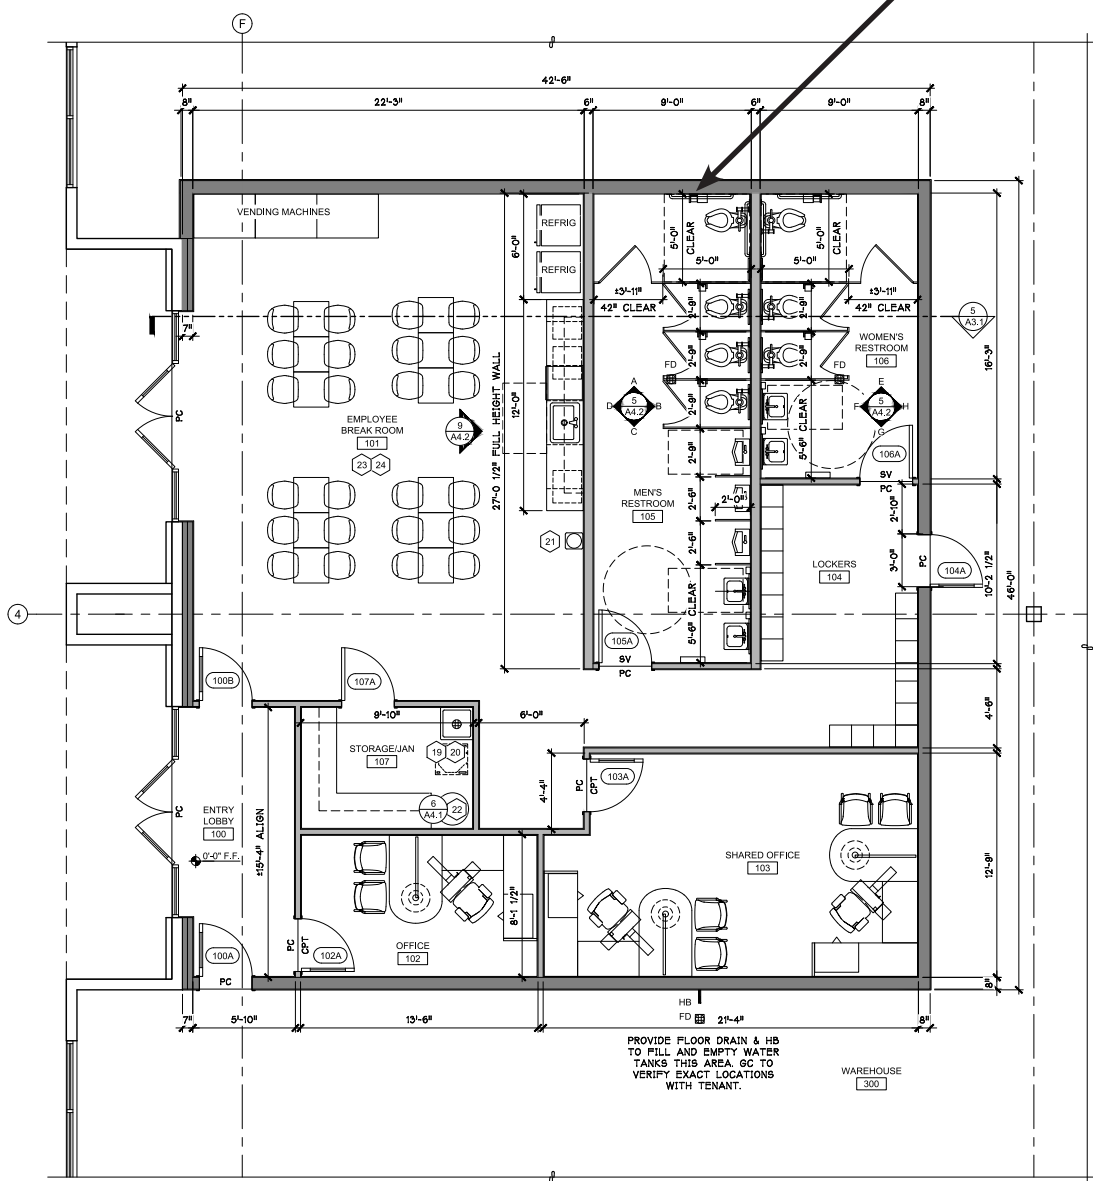 F
42'-6"
8"
22'-3"
6"
9'-0"
6"
9'-0"
8"
VENDING MACHINES
REFRIG
REFRIG
6'-0"
5'-0"
CLEAR
5'-0"
5'-0"
5'-0"
CLEAR
±3'-11"
42" CLEAR
±3'-11"
42" CLEAR
2'-9"
2'-9"
5
A3.1
7"
WOMEN'S
RESTROOM
106
16'-3"
2'-9"
2'-9"
FD
FD
27'-0 1/2" FULL HEIGHT WALL
12'-0"
PC
EMPLOYEE
BREAK ROOM
101
23
24
9
A4.2
A
D
5
A4.2
B
C
2'-9"
5'-6" CLEAR
E
F
5
A4.2
H
G
106A
SV
PC
2'-9"
MEN'S
RESTROOM
105
2'-6"
2'-0"
2'-10"
21
2'-6"
LOCKERS
104
3'-0"
PC
104A
10'-2 1/2"
46'-0"
4
5'-6" CLEAR
105A
SV
PC
100B
107A
9'-10"
6'-0"
4'-6"
STORAGE/JAN
107
19
20
6
A4.1
22
4'-4"
PC
CPT
103A
PC
ENTRY
LOBBY
100
0'-0" F.F.
±15'-4" ALIGN
SHARED OFFICE
103
12'-9"
8'-1 1/2"
PC
CPT
102A
OFFICE
102
100A
PC
8"
HB
FD
7"
5'-10"
13'-6"
21'-4"
8"
PROVIDE FLOOR DRAIN & HB
TO FILL AND EMPTY WATER
TANKS THIS AREA. GC TO
VERIFY EXACT LOCATIONS
WITH TENANT.
WAREHOUSE
300